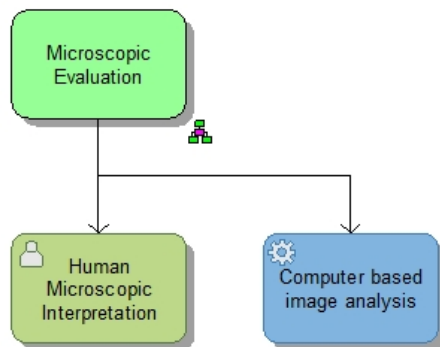 Microscopic
Evaluation
Human
Microscopic
Interpretation
Computer based
image analysis